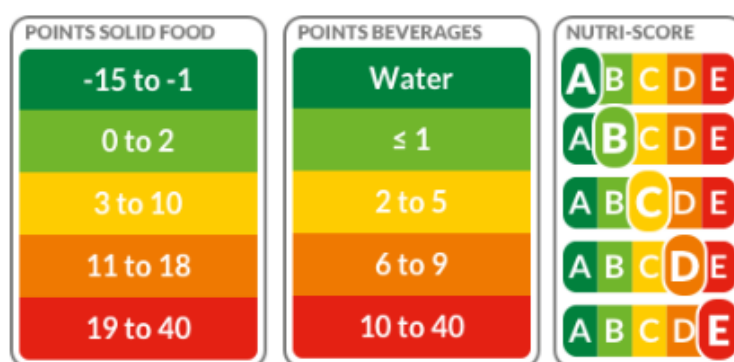 POINTS SOLID FOOD
-15 to -1
0 to 2
3 to 10
11 to 18
19 to 40
POINTS BEVERAGES
Water
≤ 1
2 to 5
6 to 9
10 to 40
NUTRI-SCORE
A B C D E
A B C D E
A B C D E
A B C D E
A B C D E